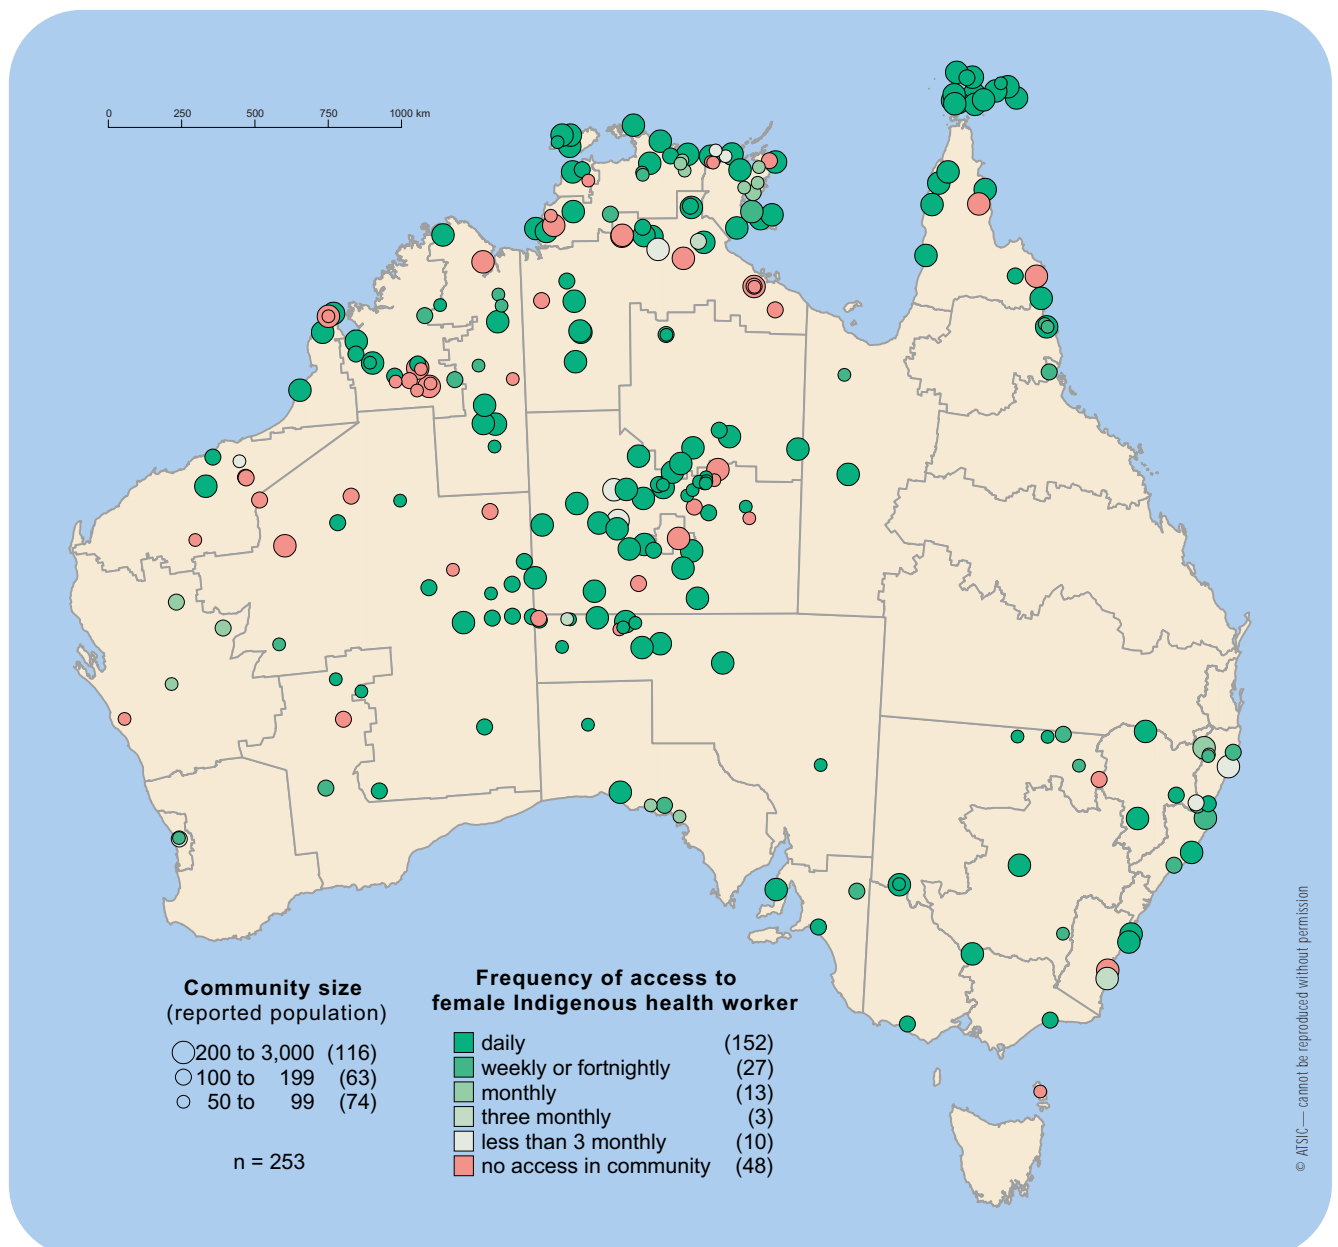 0 250 500 750 1000 km
Community size
(reported population)
200 to 3,000 (116)
100 to 199 (63)
50 to 99 (74)
n = 253
Frequency of access to
female Indigenous health worker
daily (152)
weekly or fortnightly (27)
monthly (13)
three monthly (3)
less than 3 monthly (10)
no access in community (48)
© ATSIC— cannot be reproduced without permission